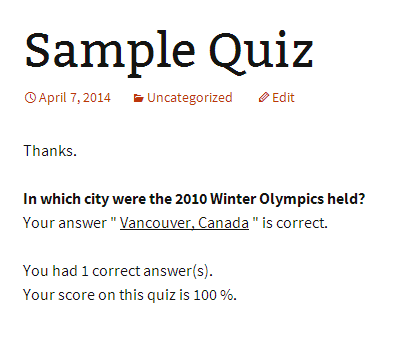 Sample Quiz
April 7, 2014 Uncategorized Edit
Thanks.
In which city were the 2010 Winter Olympics held?
Your answer " Vancouver, Canada " is correct.
You had 1 correct answer(s).
Your score on this quiz is 100 %.